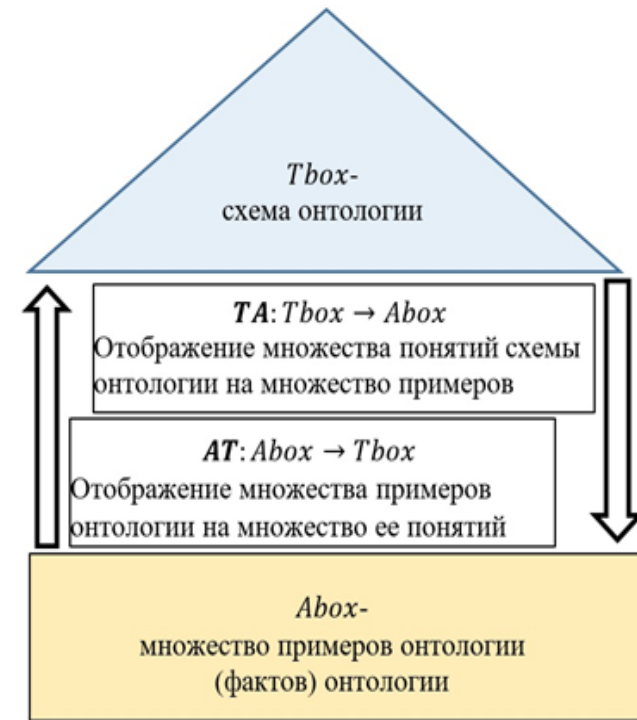 Tbox-
схема онтологии
TA: Tbox → Abox
Отображение множества понятий схемы
онтологии на множество примеров
AT: Abox → Tbox
Отображение множества примеров
онтологии на множество ее понятий
Abox-
множество примеров онтологии
(фактов) онтологии